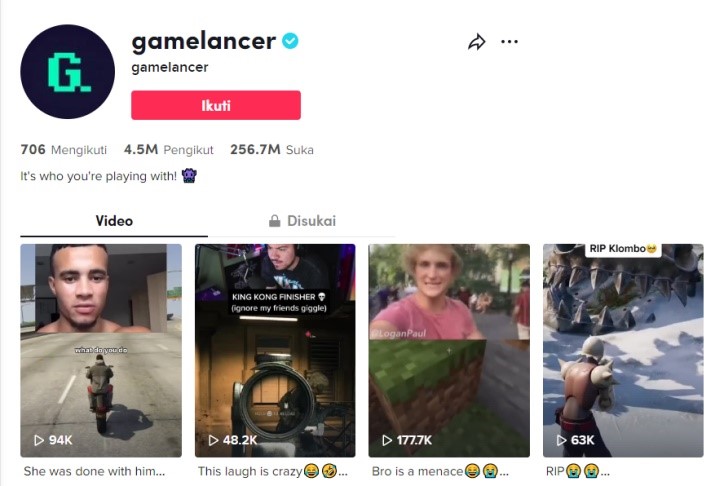 G.
gamelancer
gamelancer
Ikuti
706 Mengikuti 4.5M Pengikut 256.7M Suka
It's who you're playing with! 👾
Video
Disukai
what do you do
94K
She was done with him...
KING KONG FINISHER 💀
(ignore my friends giggle)
48.2K
This laugh is crazy😂🤣...
@LoganPaul
177.7K
Bro is a menace😂😭...
RIP Klombo🥹
63K
RIP😭😭...